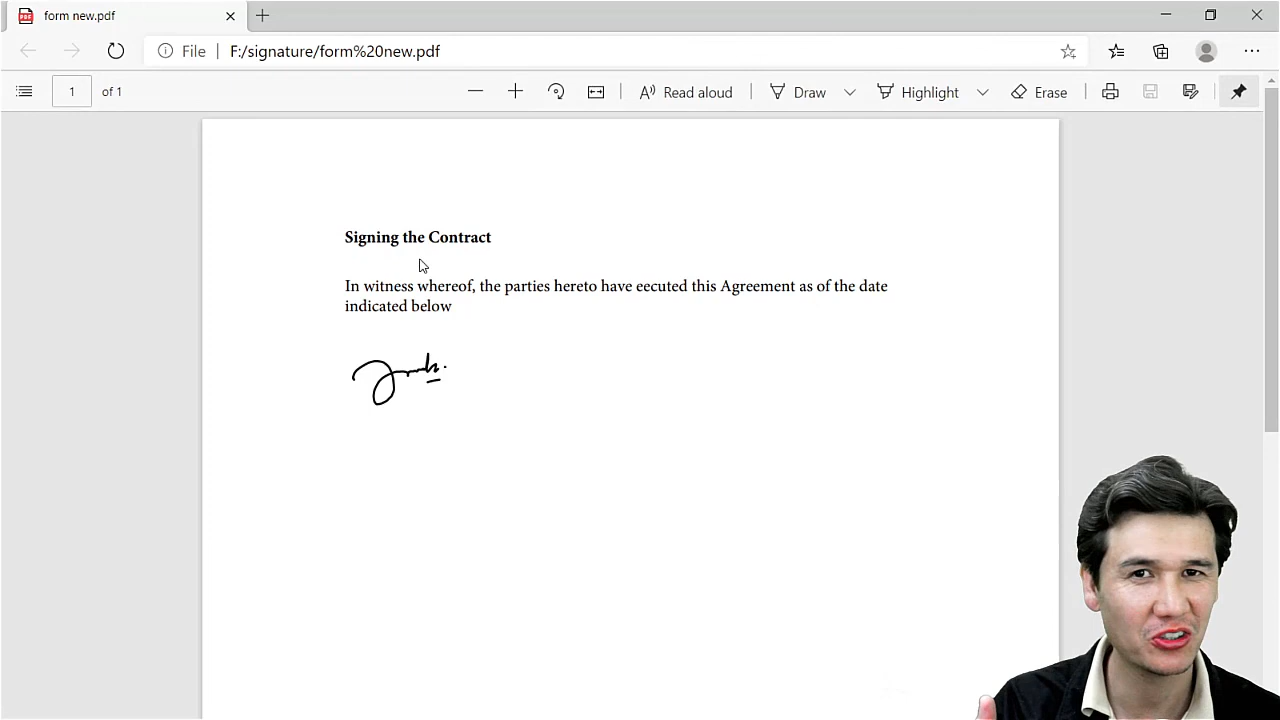 form new.pdf
File F:/signature/form%20new.pdf
1 of 1 Read aloud Draw Highlight Erase
Signing the Contract
In witness whereof, the parties hereto have eecuted this Agreement as of the date
indicated below